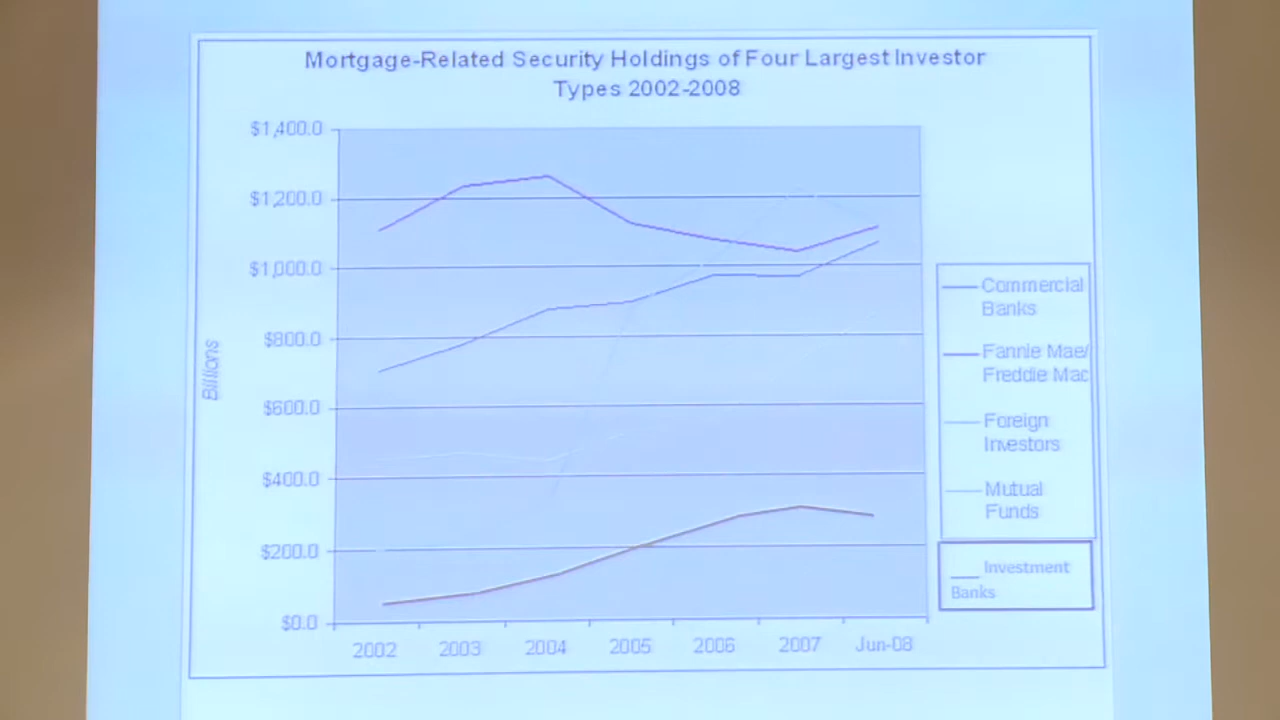 Mortgage-Related Security Holdings of Four Largest Investor
Types 2002-2008
$1,400.0
$1,200.0
$1,000.0
$800.0
$600.0
$400.0
$200.0
$0.0
Billions
2002 2003 2004 2005 2006 2007 Jun-08
Commercial
Banks
Fannie Mae/
Freddie Mac
Foreign
Investors
Mutual
Funds
Investment
Banks